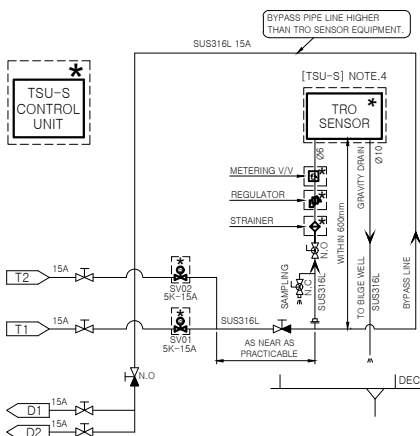 BYPASS PIPE LINE HIGHER
THAN TRO SENSOR EQUIPMENT.
SUS316L 15A
[TSU-S] NOTE.4
TSU-S
CONTROL
UNIT
*
TRO
SENSOR
*
Ø6
Ø10
METERING V/V
*
REGULATOR
*
STRAINER
*
N.O
WITHIN 600mm
GRAVITY DRAIN
TO BILGE WELL
SUS316L
BYPASS LINE
SAMPLING
N.C
SUS316L
T2
15A
*
SV02
5K-15A
T1
15A
*
SV01
5K-15A
SUS316L
AS NEAR AS
PRACTICABLE
N.O
DEC
D1
15A
D2
15A